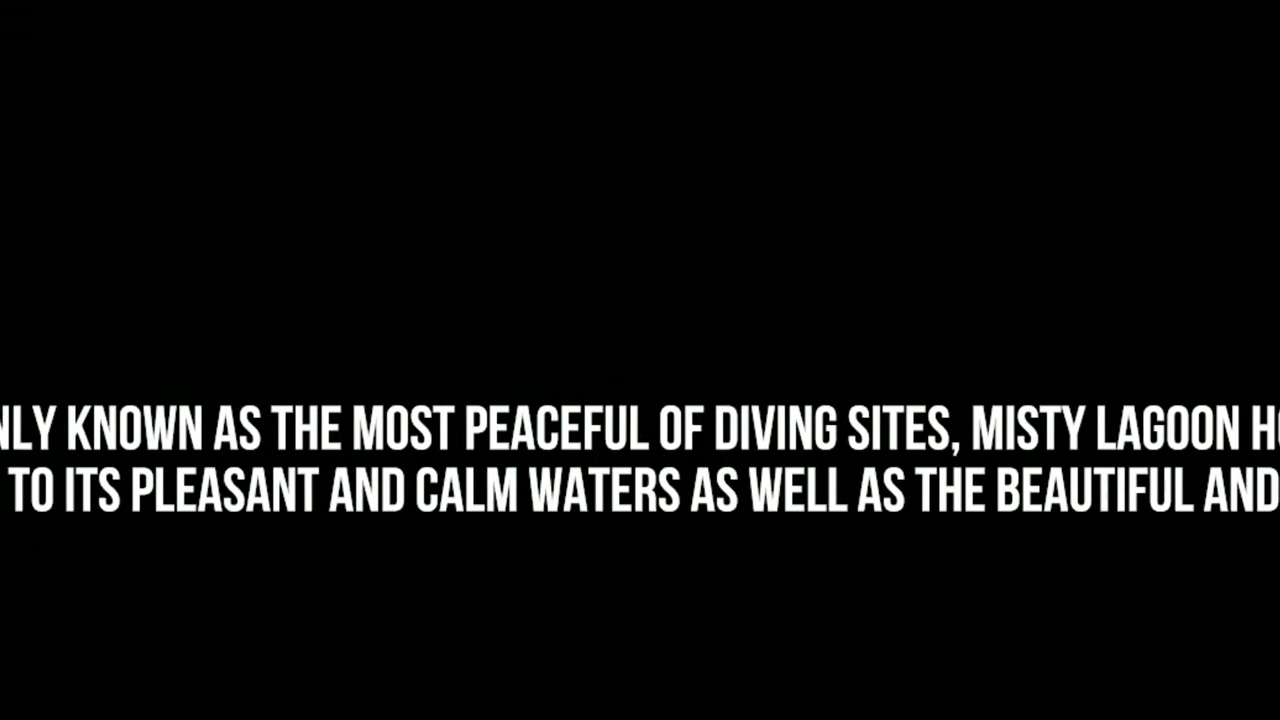 NLY KNOWN AS THE MOST PEACEFUL OF DIVING SITES, MISTY LAGOON H
TO ITS PLEASANT AND CALM WATERS AS WELL AS THE BEAUTIFUL AND